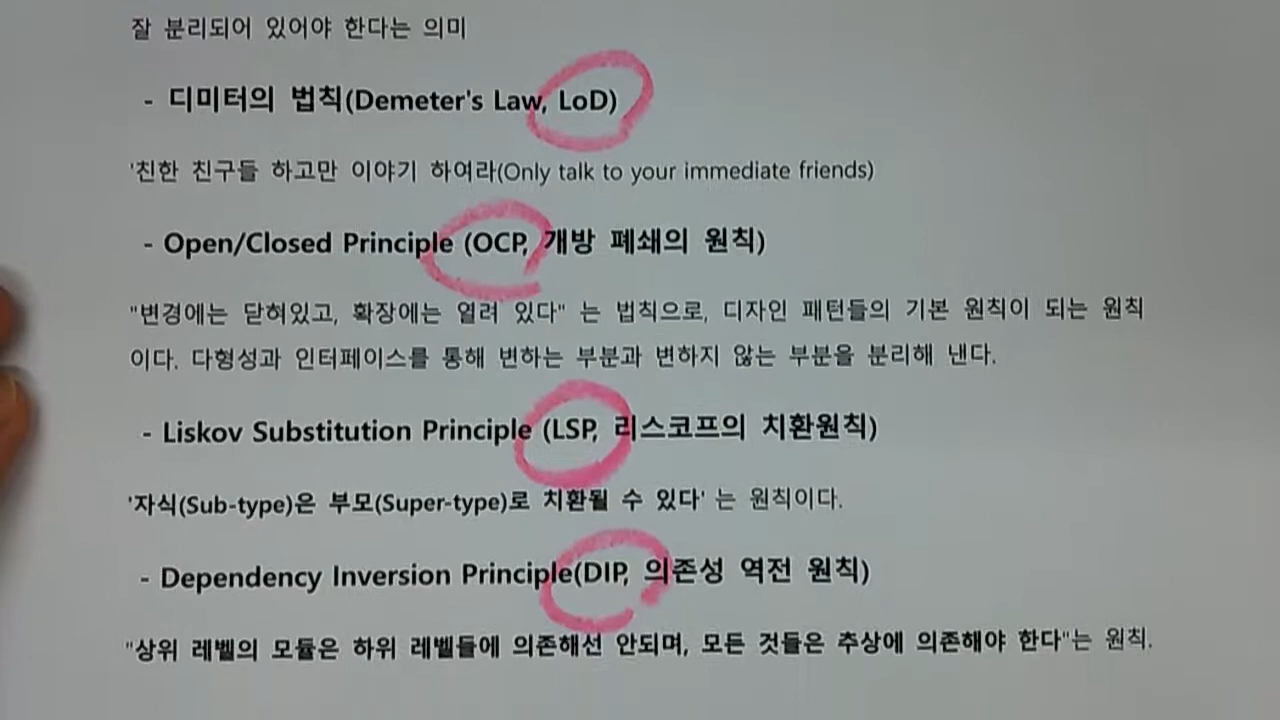 잘 분리되어 있어야 한다는 의미
- 디미터의 법칙(Demeter's Law, LoD)
'친한 친구들 하고만 이야기 하여라(Only talk to your immediate friends)
- Open/Closed Principle (OCP, 개방 폐쇄의 원칙)
"변경에는 닫혀있고, 확장에는 열려 있다" 는 법칙으로, 디자인 패턴들의 기본 원칙이 되는 원칙
이다. 다형성과 인터페이스를 통해 변하는 부분과 변하지 않는 부분을 분리해 낸다.
- Liskov Substitution Principle (LSP, 리스코프의 치환원칙)
'자식(Sub-type)은 부모(Super-type)로 치환될 수 있다' 는 원칙이다.
- Dependency Inversion Principle(DIP, 의존성 역전 원칙)
"상위 레벨의 모듈은 하위 레벨들에 의존해선 안되며, 모든 것들은 추상에 의존해야 한다"는 원칙.